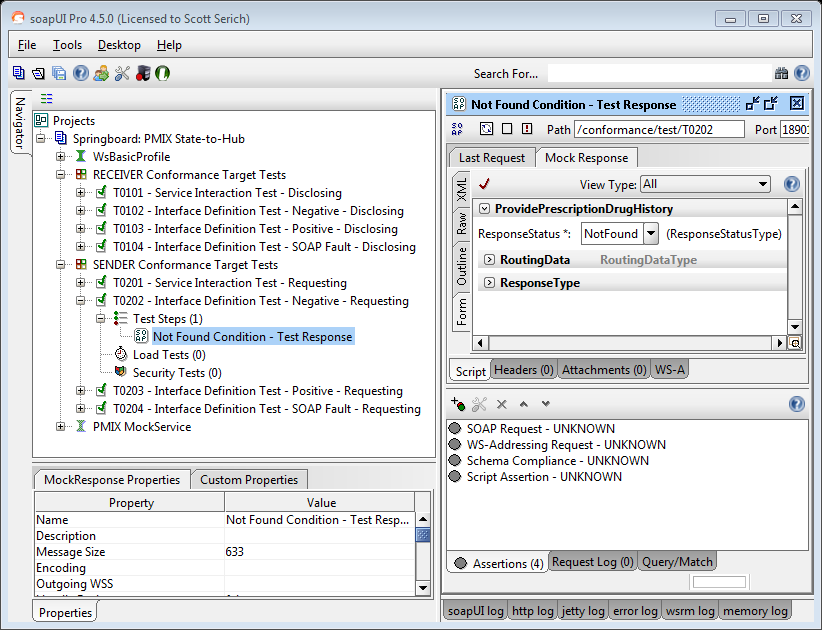 soapUI Pro 4.5.0 (Licensed to Scott Serich)
File Tools Desktop Help
Search For...
Navigator
Projects
Springboard: PMIX State-to-Hub
WsBasicProfile
RECEIVER Conformance Target Tests
T0101 - Service Interaction Test - Disclosing
T0102 - Interface Definition Test - Negative - Disclosing
T0103 - Interface Definition Test - Positive - Disclosing
T0104 - Interface Definition Test - SOAP Fault - Disclosing
SENDER Conformance Target Tests
T0201 - Service Interaction Test - Requesting
T0202 - Interface Definition Test - Negative - Requesting
Test Steps (1)
Not Found Condition - Test Response
Load Tests (0)
Security Tests (0)
T0203 - Interface Definition Test - Positive - Requesting
T0204 - Interface Definition Test - SOAP Fault - Requesting
PMIX MockService
MockResponse Properties Custom Properties
Property Value
Name Not Found Condition - Test Resp...
Description
Message Size 633
Encoding
Outgoing WSS
Properties
Not Found Condition - Test Response
SOAP Path /conformance/test/T0202 Port 1890
Last Request Mock Response
XML
Raw
Outline
Form
View Type: All
ProvidePrescriptionDrugHistory
ResponseStatus *: NotFound (ResponseStatusType)
RoutingData RoutingDataType
ResponseType
Script Headers (0) Attachments (0) WS-A
SOAP Request - UNKNOWN
WS-Addressing Request - UNKNOWN
Schema Compliance - UNKNOWN
Script Assertion - UNKNOWN
Assertions (4) Request Log (0) Query/Match
soapUI log http log jetty log error log wsrm log memory log